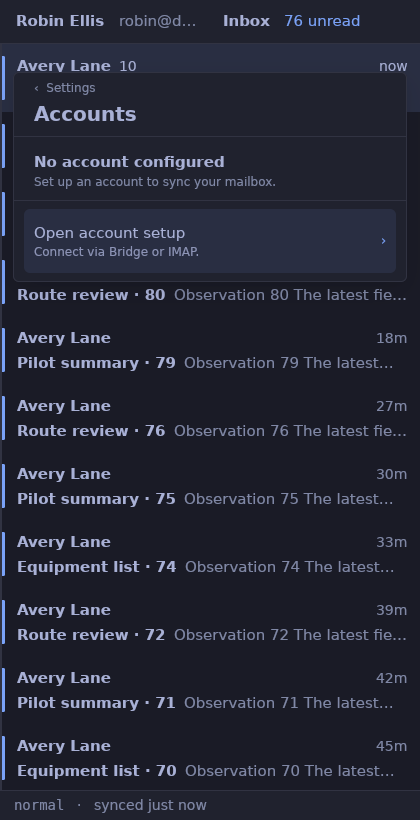 Robin Ellis robin@d… Inbox 76 unread
Avery Lane 10 now
‹ Settings
Accounts
No account configured
Set up an account to sync your mailbox.
Open account setup ›
Connect via Bridge or IMAP.
Route review · 80 Observation 80 The latest fie…
Avery Lane 18m
Pilot summary · 79 Observation 79 The latest…
Avery Lane 27m
Route review · 76 Observation 76 The latest fie…
Avery Lane 30m
Pilot summary · 75 Observation 75 The latest…
Avery Lane 33m
Equipment list · 74 Observation 74 The latest…
Avery Lane 39m
Route review · 72 Observation 72 The latest fie…
Avery Lane 42m
Pilot summary · 71 Observation 71 The latest…
Avery Lane 45m
Equipment list · 70 Observation 70 The latest…
normal · synced just now